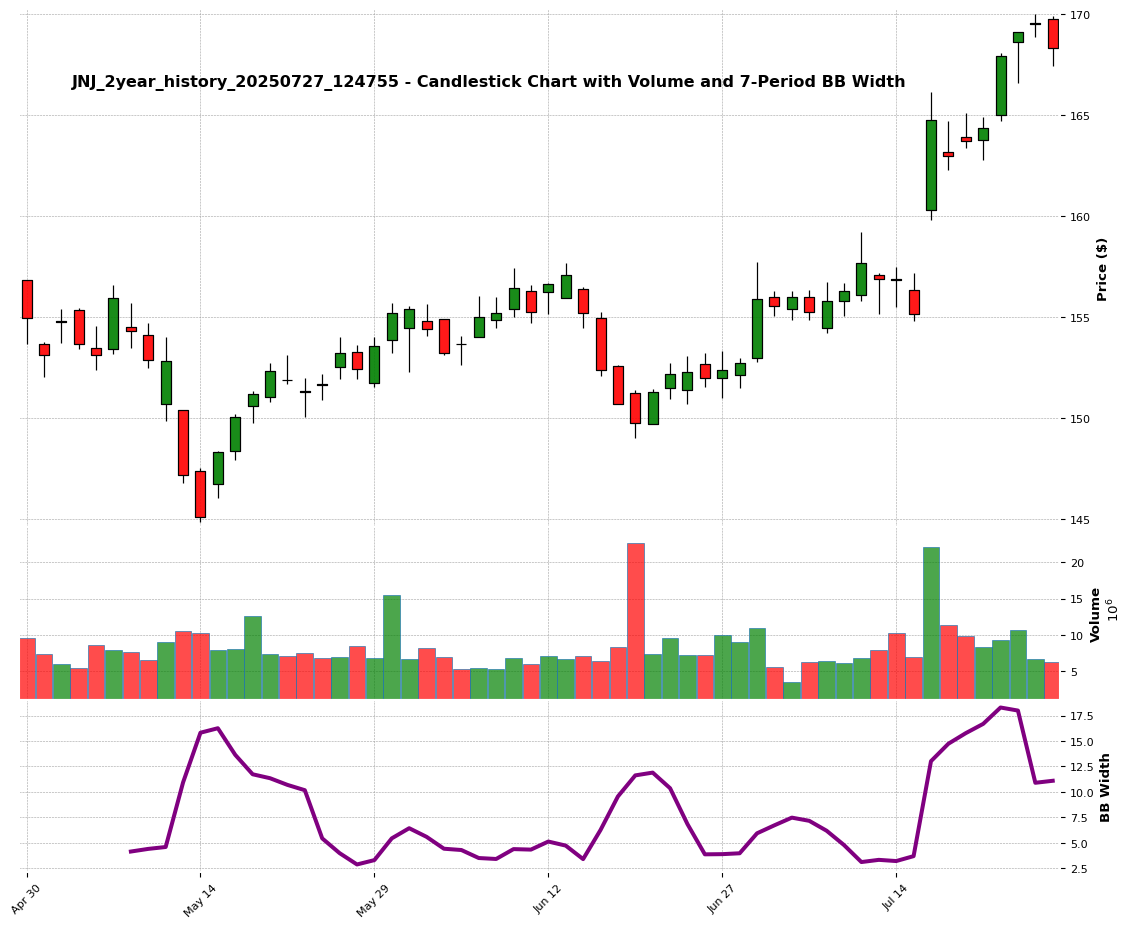 JNJ_2year_history_20250727_124755 - Candlestick Chart with Volume and 7-Period BB Width
170
165
160
155
150
145
Price ($)
20
15
10
5
Volume
10^6
17.5
15.0
12.5
10.0
7.5
5.0
2.5
BB Width
Apr 30
May 14
May 29
Jun 12
Jun 27
Jul 14